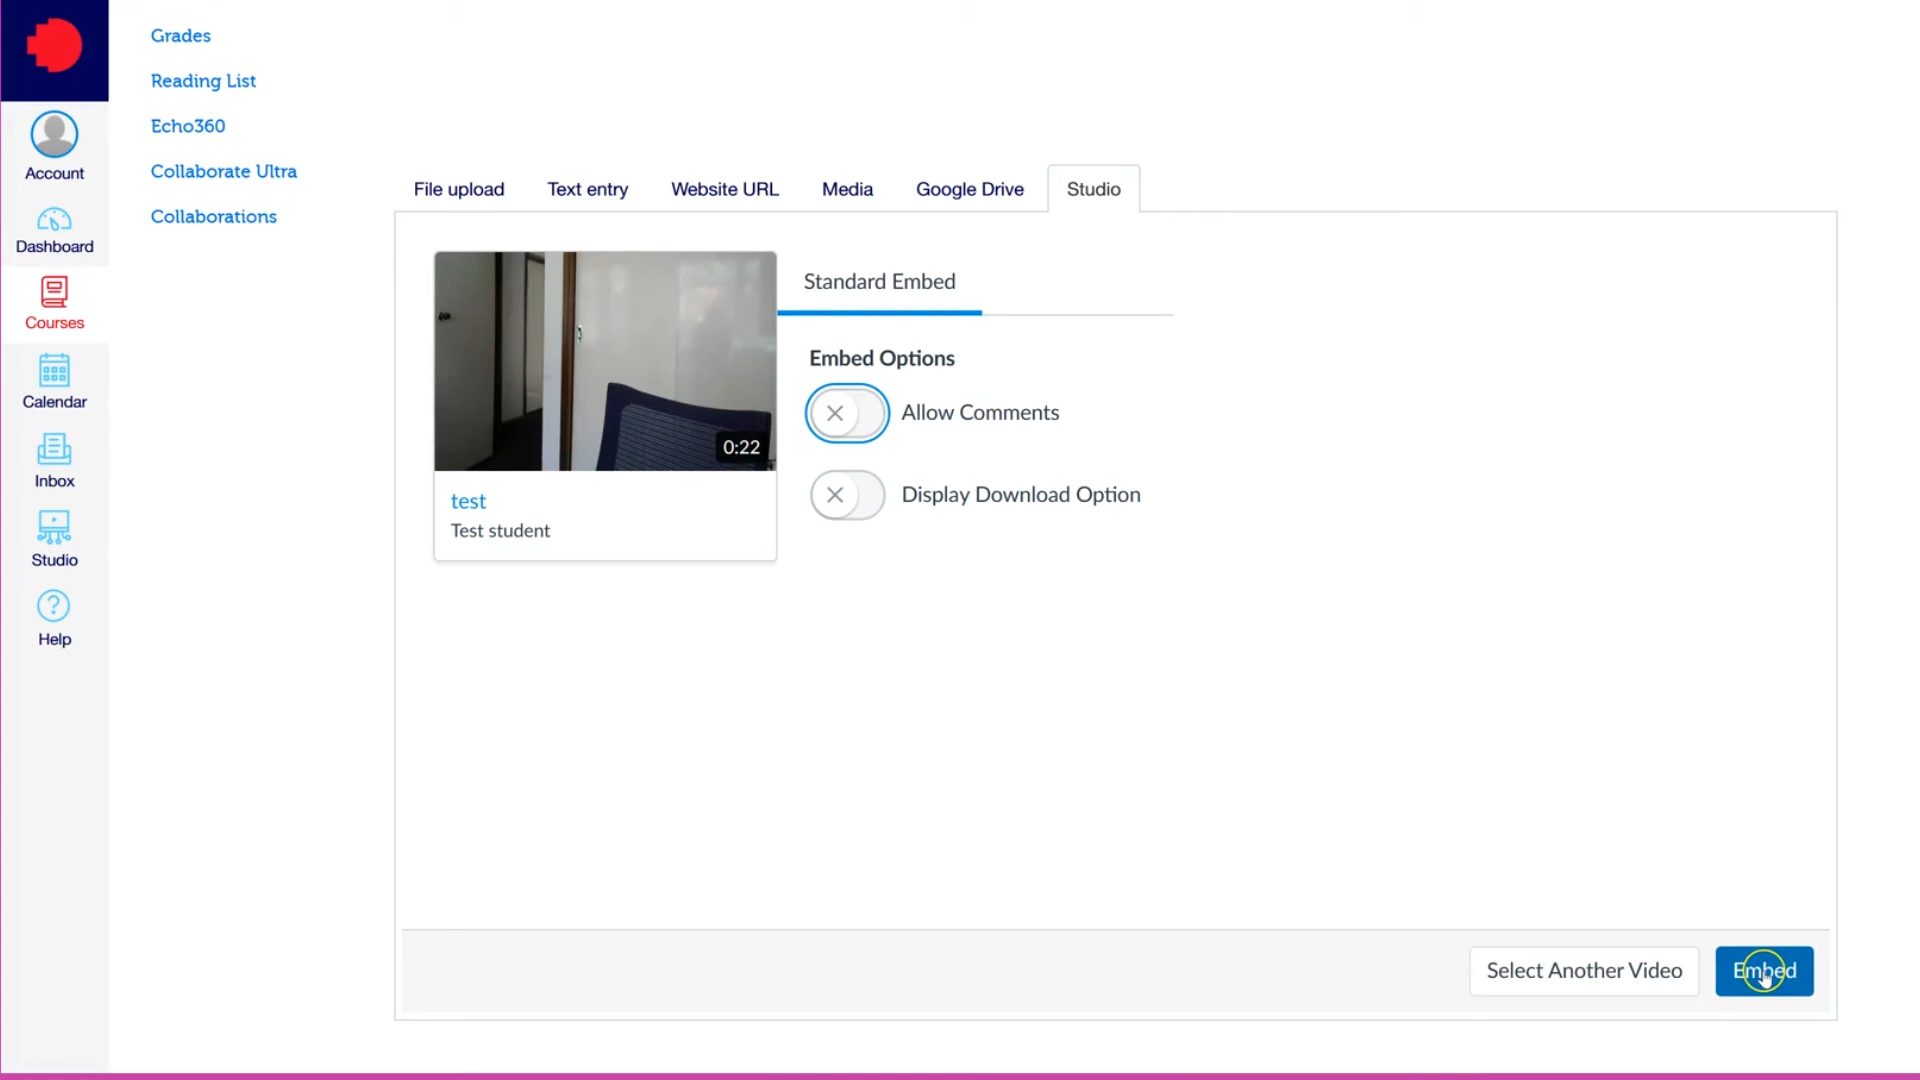 Grades
Reading List
Echo360
Collaborate Ultra
Collaborations
Account
Dashboard
Courses
Calendar
Inbox
Studio
Help
File upload
Text entry
Website URL
Media
Google Drive
Studio
0:22
test
Test student
Standard Embed
Embed Options
Allow Comments
Display Download Option
Select Another Video
Embed